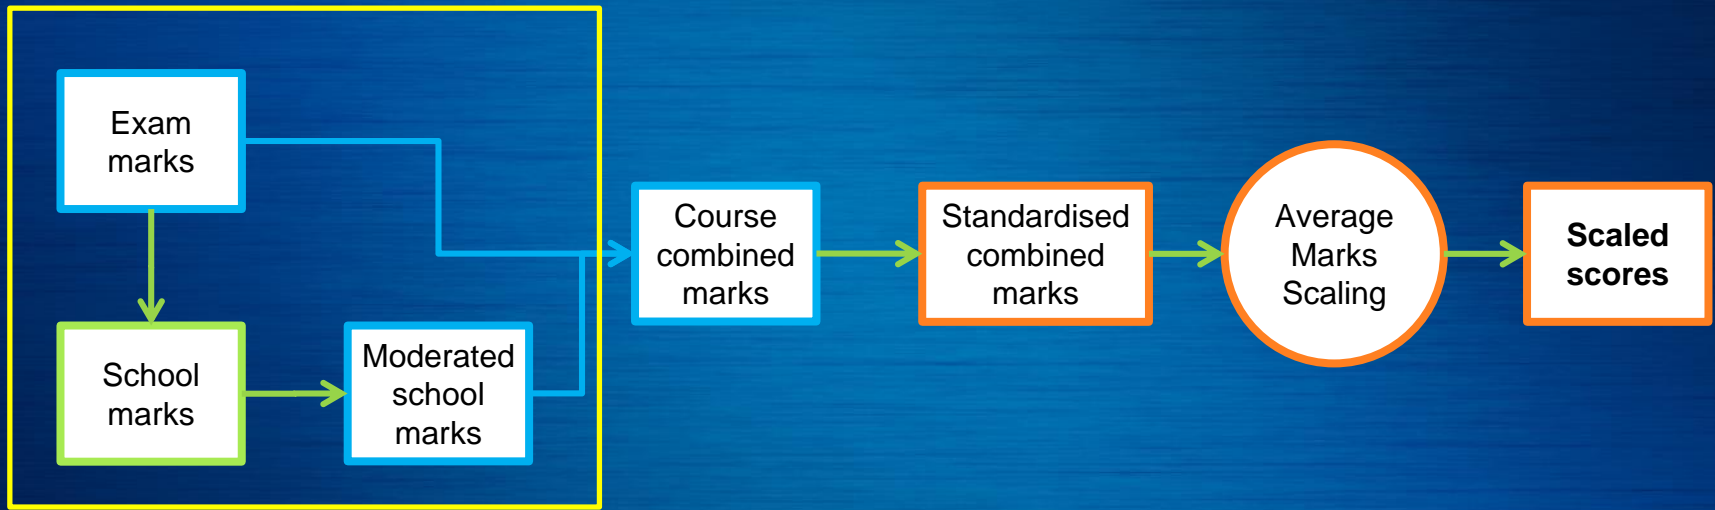 Exam
marks
School
marks
Moderated
school
marks
Course
combined
marks
Standardised
combined
marks
Average
Marks
Scaling
Scaled
scores